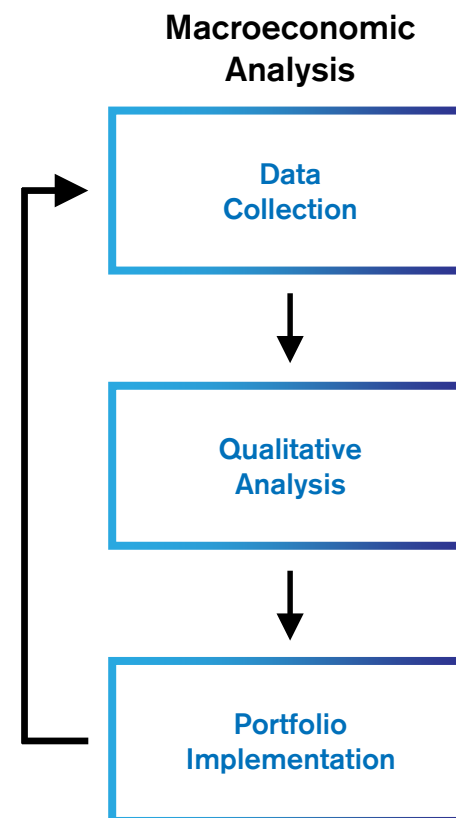 Macroeconomic
Analysis
Data
Collection
Qualitative
Analysis
Portfolio
Implementation